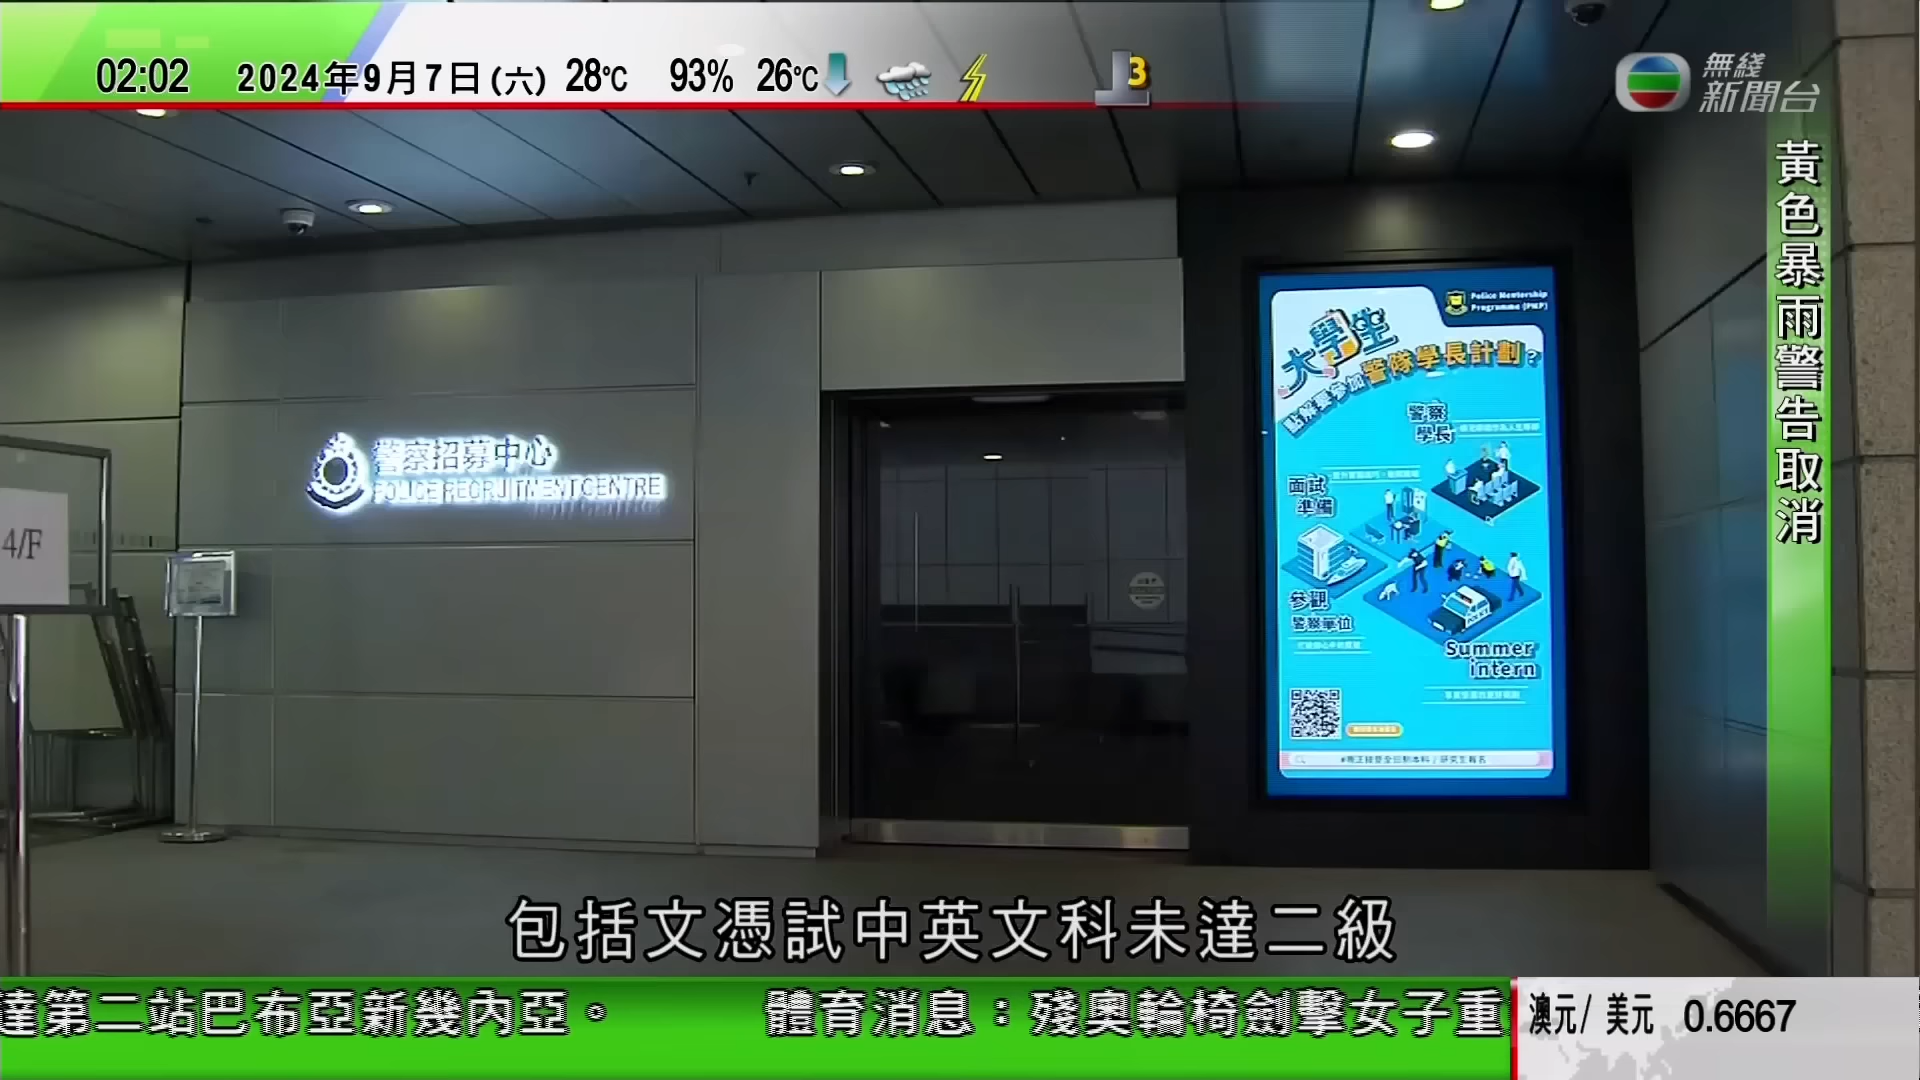 02:02 2024年9月7日(六) 28℃ 93% 26℃ 3
無綫
新聞台
黃色暴雨警告取消
警察招募中心
POLICE RECRUITMENT CENTRE
4/F
Police Mentorship
Programme (PMP)
大學生
點解要參加警隊學長計劃?
警察
學長
面試
準備
參觀
警察單位
Summer
intern
包括文憑試中英文科未達二級
達第二站巴布亞新幾內亞。 體育消息：殘奧輪椅劍擊女子重
澳元/ 美元 0.6667